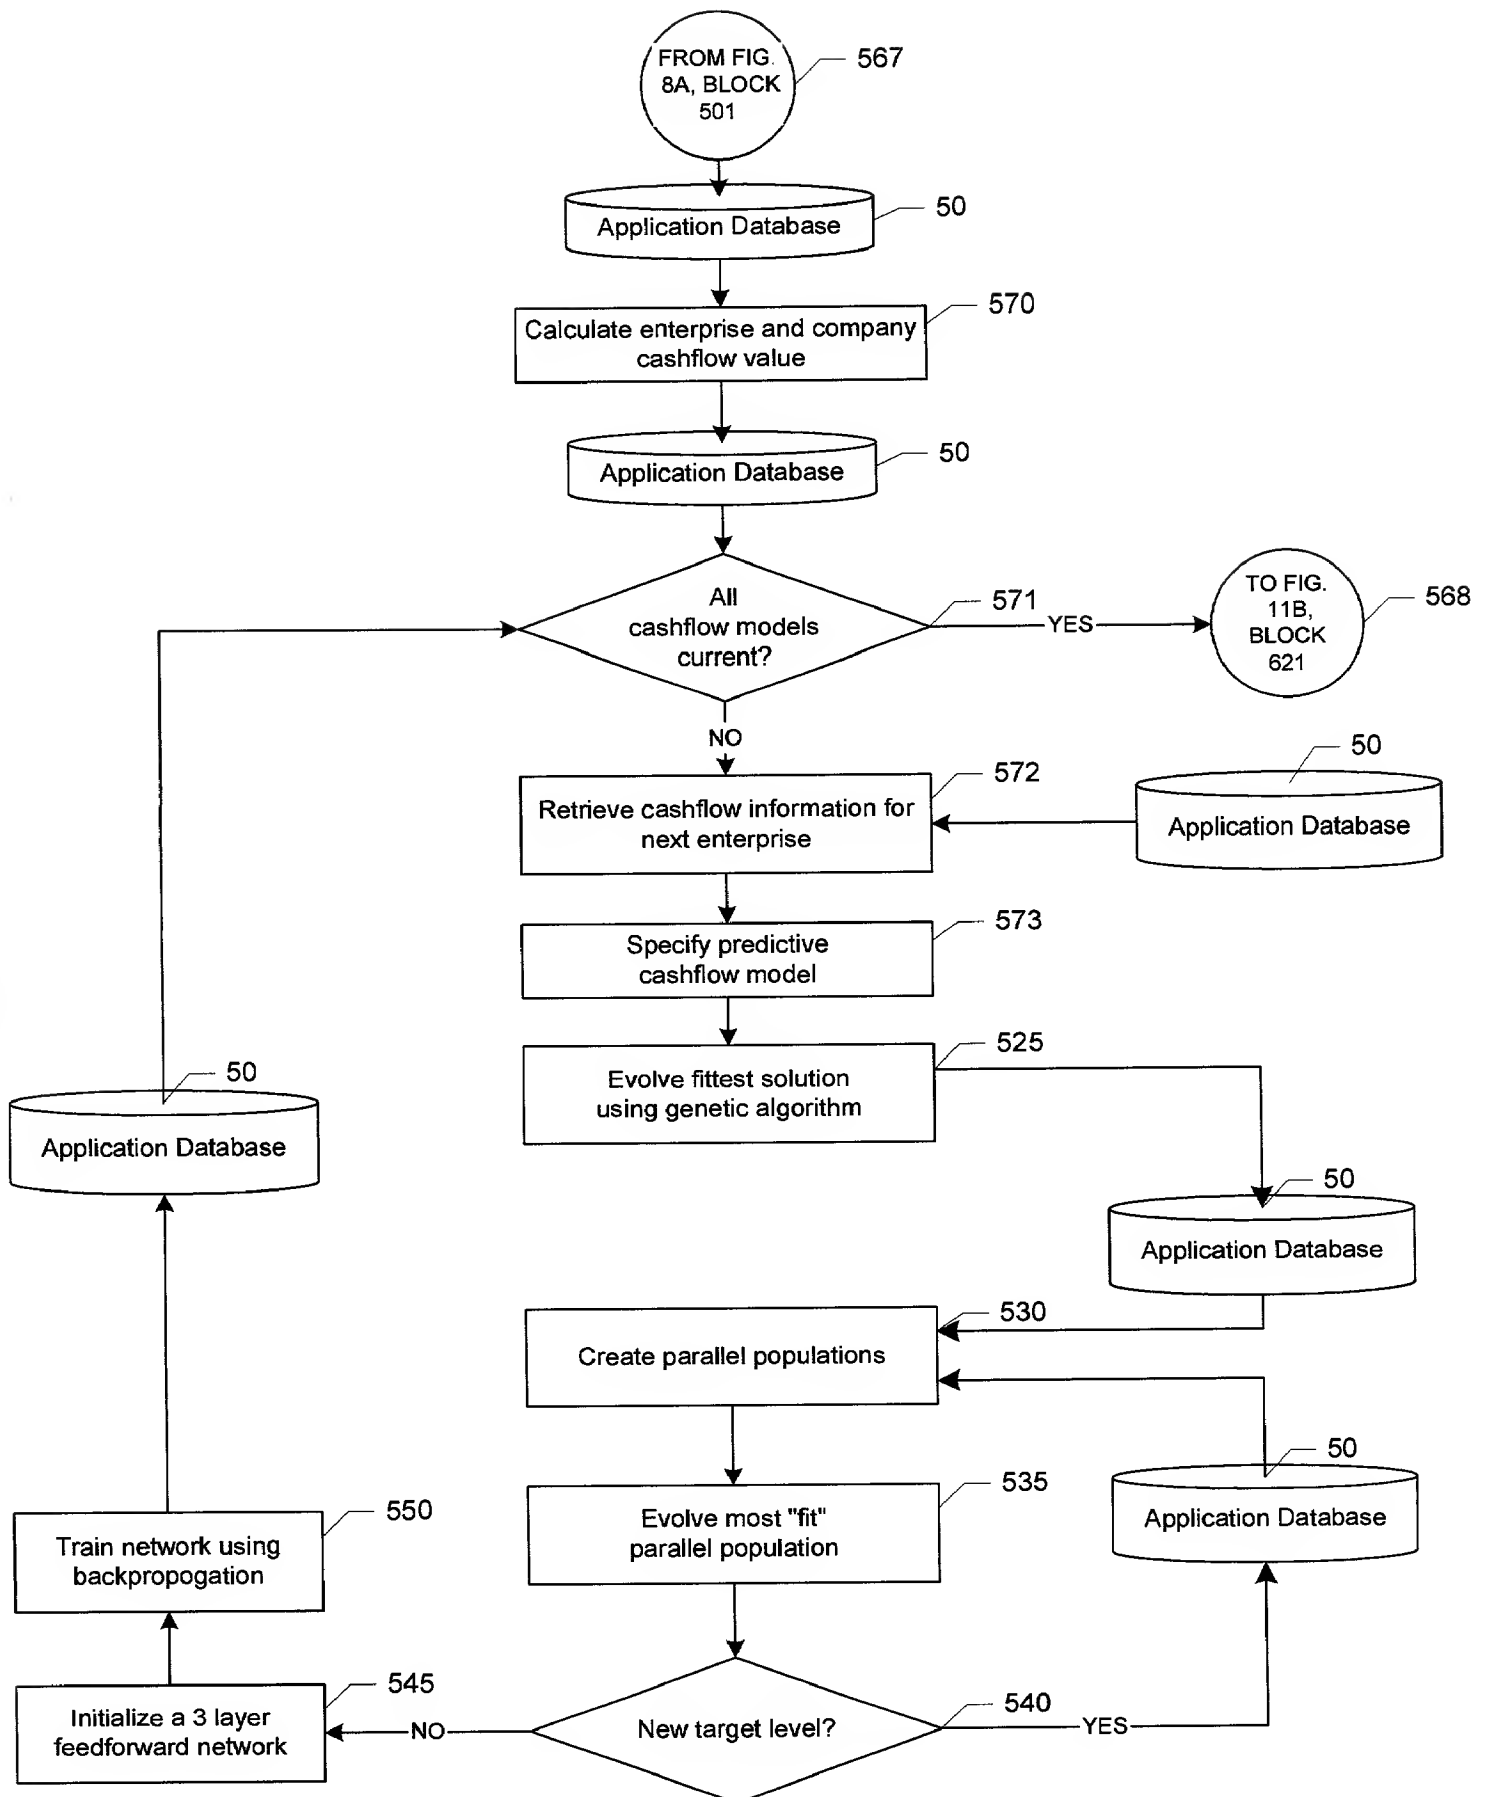 FROM FIG.
8A, BLOCK
501
567
Application Database
50
570
Calculate enterprise and company
cashflow value
Application Database
50
All
cashflow models
current?
571
YES
TO FIG.
11B,
BLOCK
621
568
NO
572
Retrieve cashflow information for
next enterprise
50
Application Database
573
Specify predictive
cashflow model
525
Evolve fittest solution
using genetic algorithm
50
Application Database
50
Application Database
530
Create parallel populations
535
Evolve most "fit"
parallel population
50
Application Database
550
Train network using
backpropogation
545
Initialize a 3 layer
feedforward network
NO
New target level?
540
YES